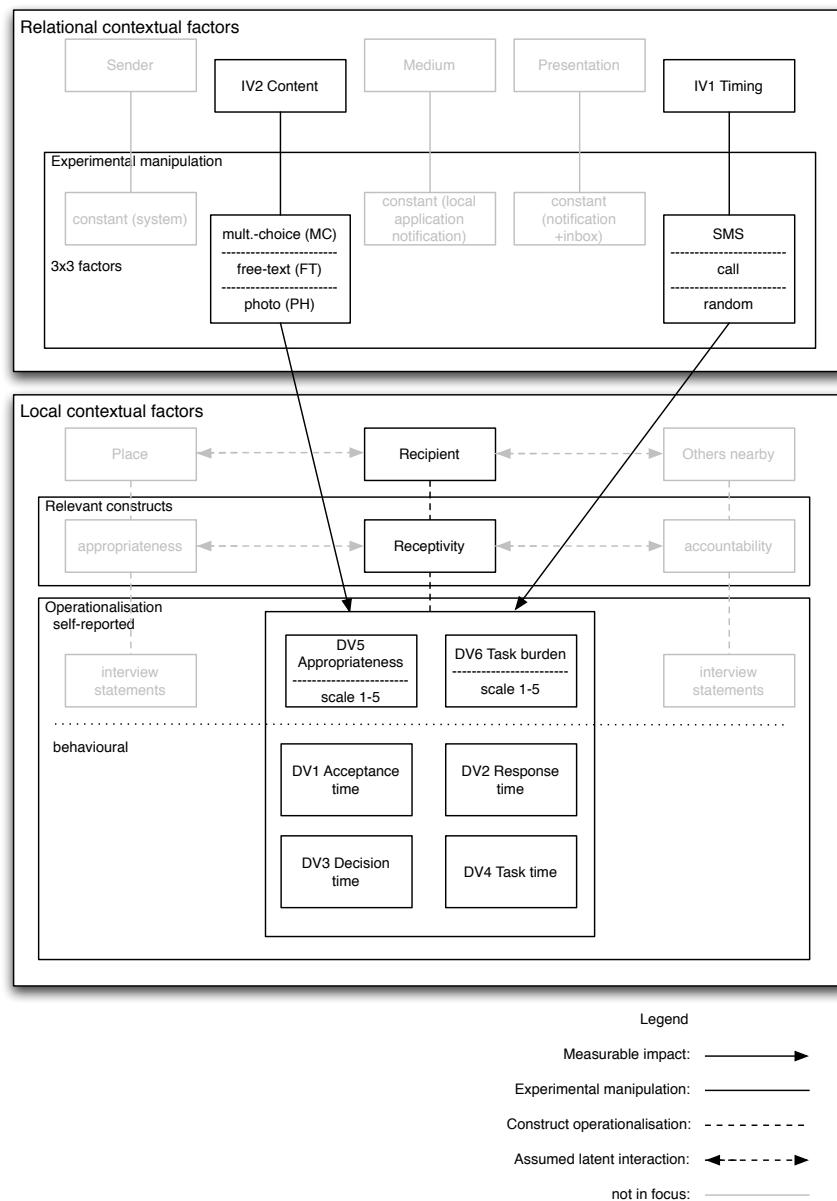 Relational contextual factors
Sender
IV2 Content
Medium
Presentation
IV1 Timing
Experimental manipulation
constant (system)
mult.-choice (MC)
free-text (FT)
photo (PH)
constant (local
application
notification)
constant
(notification
+inbox)
SMS
call
random
3x3 factors
Local contextual factors
Place
Recipient
Others nearby
Relevant constructs
appropriateness
Receptivity
accountability
Operationalisation
self-reported
interview
statements
DV5
Appropriateness
scale 1-5
DV6 Task burden
scale 1-5
interview
statements
behavioural
DV1 Acceptance
time
DV2 Response
time
DV3 Decision
time
DV4 Task time
Legend
Measurable impact:
Experimental manipulation:
Construct operationalisation:
Assumed latent interaction:
not in focus: